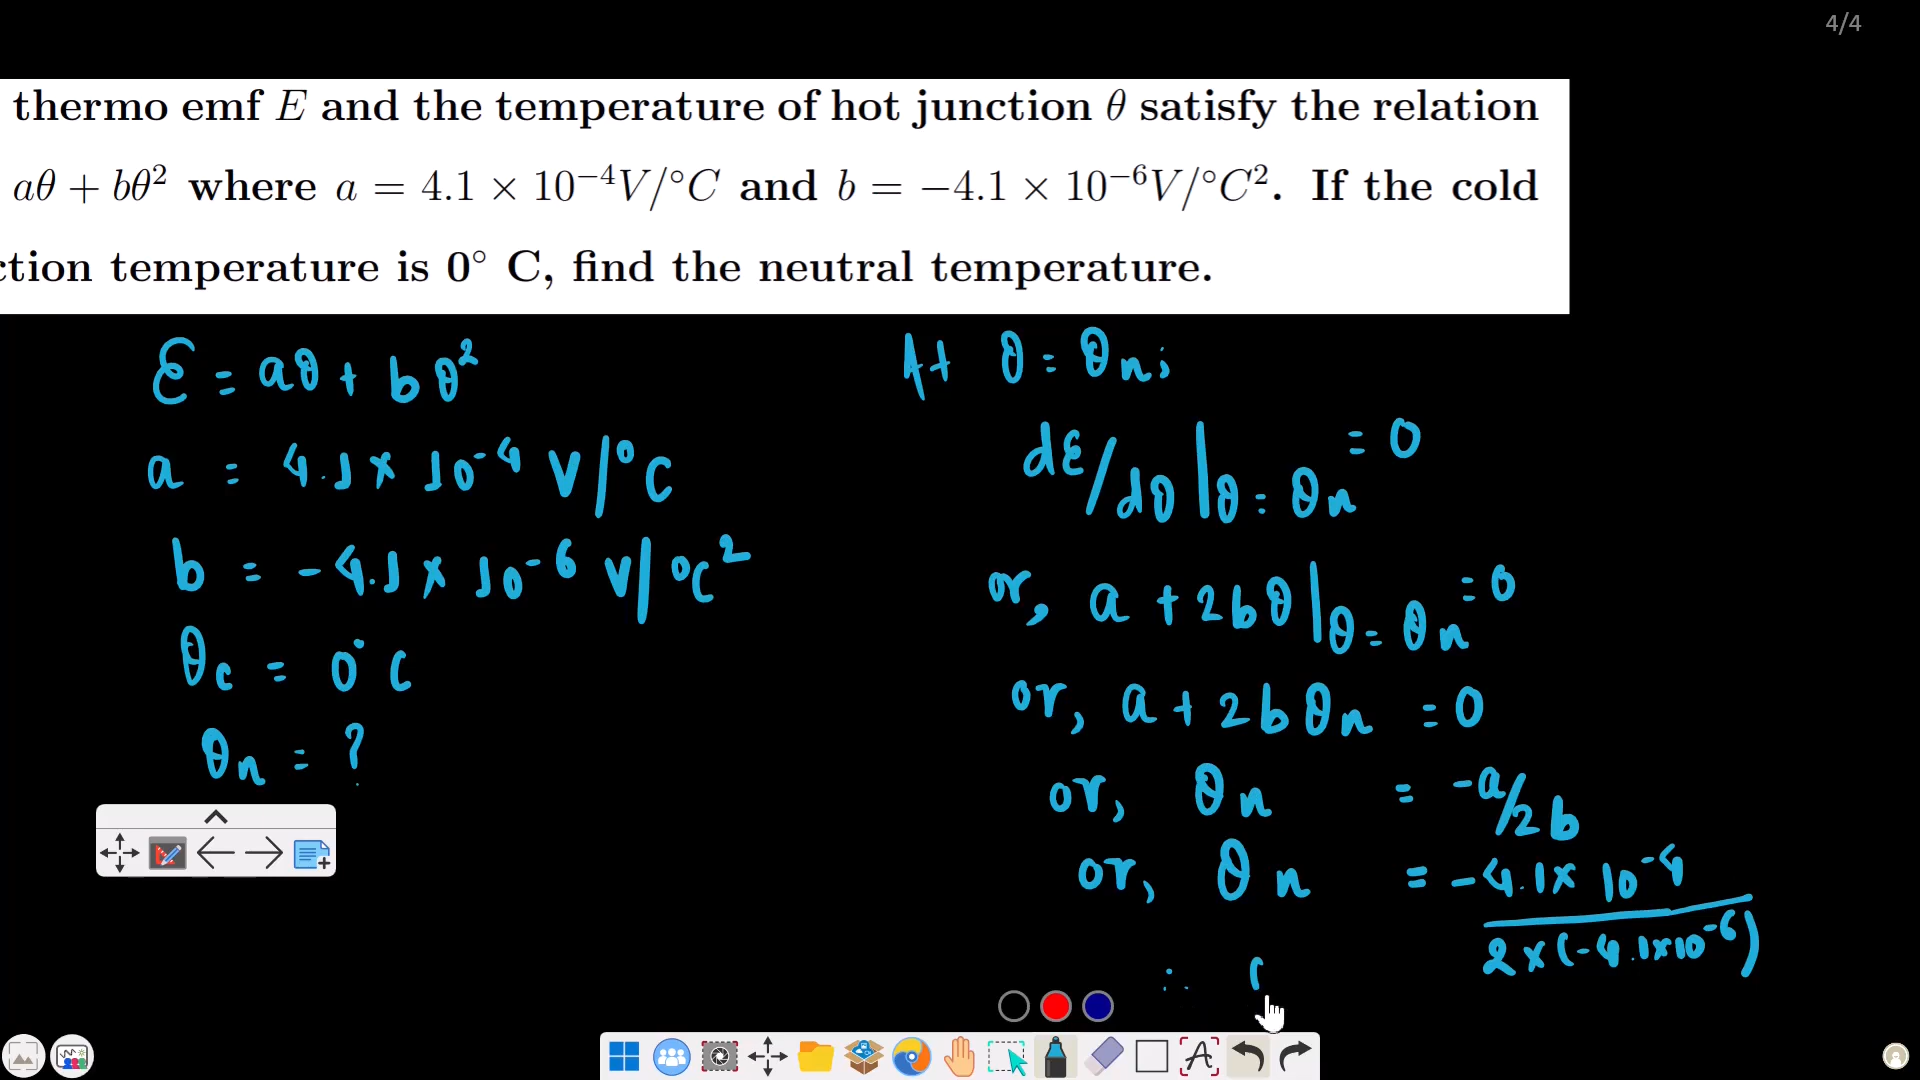 4/4
thermo emf E and the temperature of hot junction θ satisfy the relation
aθ + bθ² where a = 4.1 × 10⁻⁴V/°C and b = −4.1 × 10⁻⁶V/°C². If the cold
ction temperature is 0° C, find the neutral temperature.
ℰ = aθ + bθ²
a = 4.1 × 10⁻⁴ V/°C
b = -4.1 × 10⁻⁶ V/°C²
θc = 0°C
θn = ?
At θ = θn;
dℰ/dθ|θ=θn = 0
or, a + 2bθ|θ=θn = 0
or, a + 2bθn = 0
or, θn = -a/2b
or, θn = -4.1 × 10⁻⁴
2×(-4.1×10⁻⁶)
∴